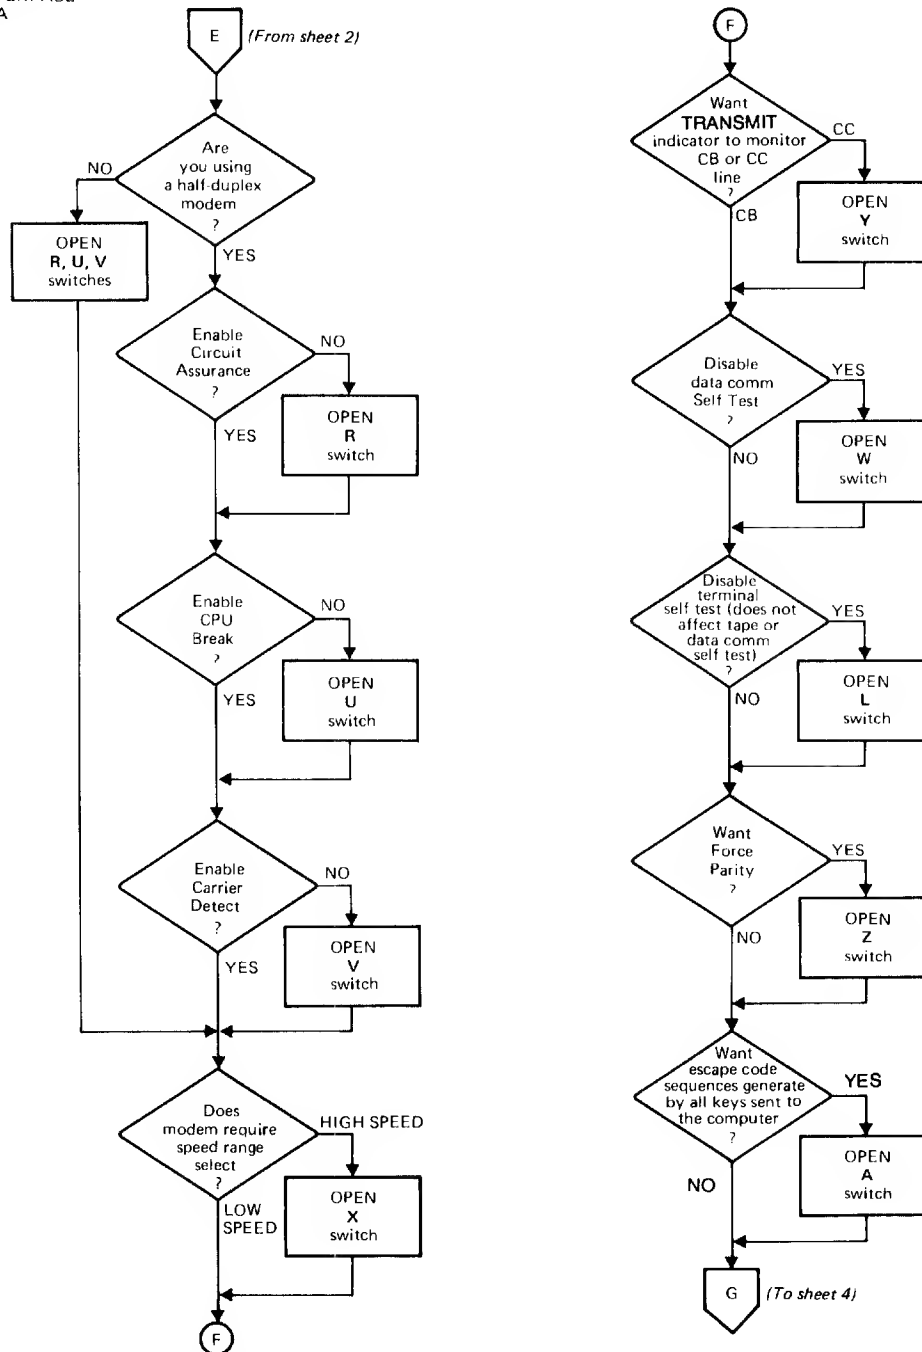 A
E
(From sheet 2)
Are
you using
a half-duplex
modem
?
NO
YES
OPEN
R, U, V
switches
Enable
Circuit
Assurance
?
NO
YES
OPEN
R
switch
Enable
CPU
Break
?
NO
YES
OPEN
U
switch
Enable
Carrier
Detect
?
NO
YES
OPEN
V
switch
Does
modem require
speed range
select
?
HIGH SPEED
LOW
SPEED
OPEN
X
switch
F
F
Want
TRANSMIT
indicator to monitor
CB or CC
line
?
CC
CB
OPEN
Y
switch
Disable
data comm
Self Test
?
YES
NO
OPEN
W
switch
Disable
terminal
self test (does not
affect tape or
data comm
self test)
?
YES
NO
OPEN
L
switch
Want
Force
Parity
?
YES
NO
OPEN
Z
switch
Want
escape code
sequences generate
by all keys sent to
the computer
?
YES
NO
OPEN
A
switch
G
(To sheet 4)